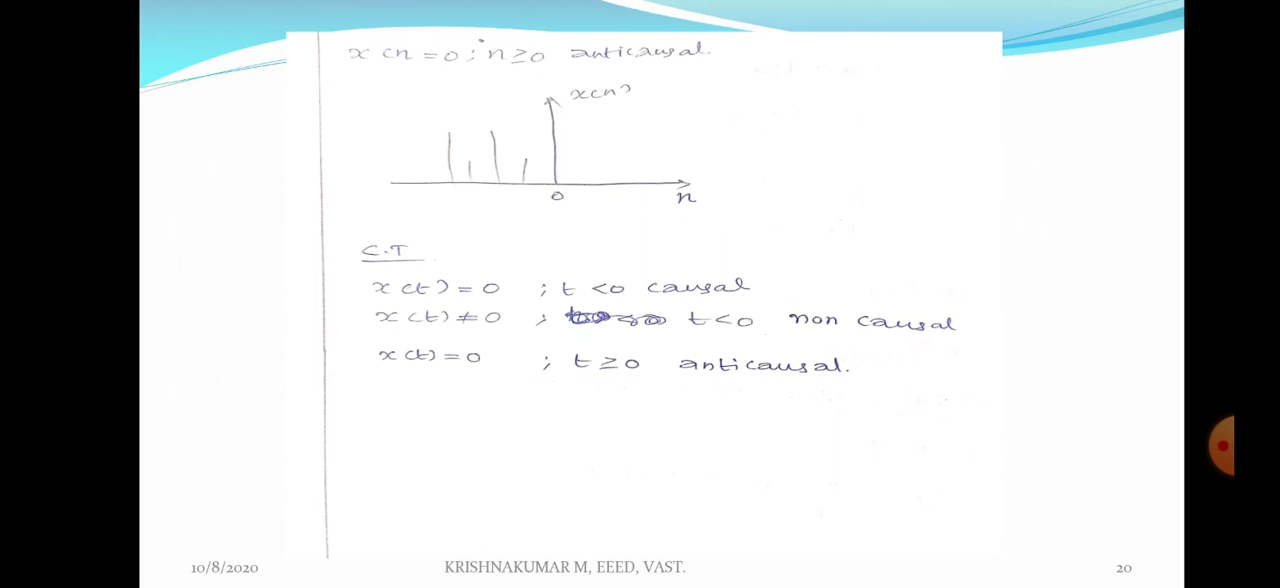 x(n = 0 ; n ≥ 0 anticausal.
x(n)
0
n
C.T
x(t) = 0 ; t < 0 causal
x(t) ≠ 0 ; t < 0 non causal
x(t) = 0 ; t ≥ 0 anticausal.
10/8/2020 KRISHNAKUMAR M, EEED, VAST. 20